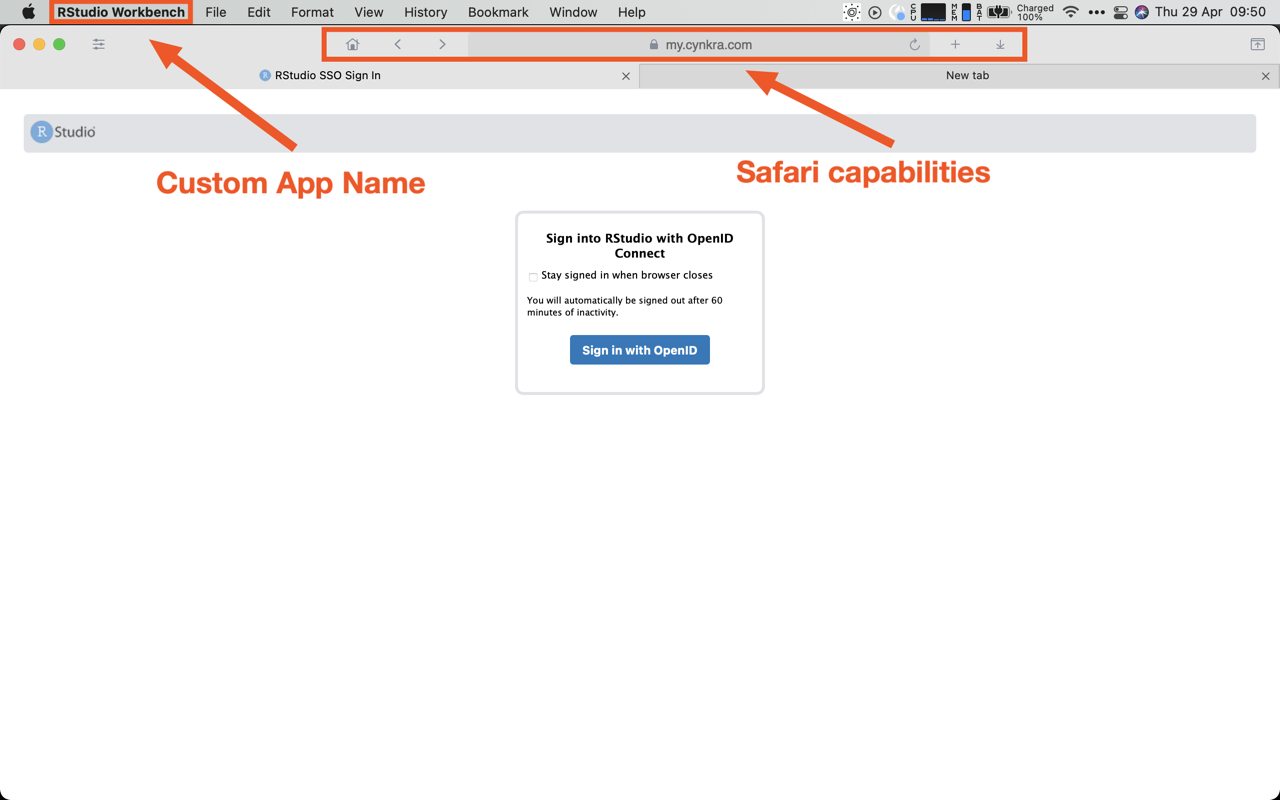 RStudio Workbench File Edit Format View History Bookmark Window Help CPU MEM BAT Charged 100% Thu 29 Apr 09:50
my.cynkra.com
R RStudio SSO Sign In
New tab
R Studio
Custom App Name
Safari capabilities
Sign into RStudio with OpenID
Connect
Stay signed in when browser closes
You will automatically be signed out after 60
minutes of inactivity.
Sign in with OpenID